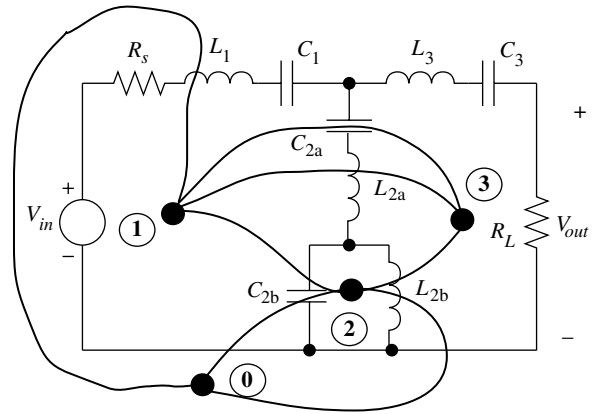 R_s L_1 C_1 L_3 C_3
+
C_2a
3
L_2a
+
V_in 1 R_L V_out
−
C_2b L_2b
2
−
0